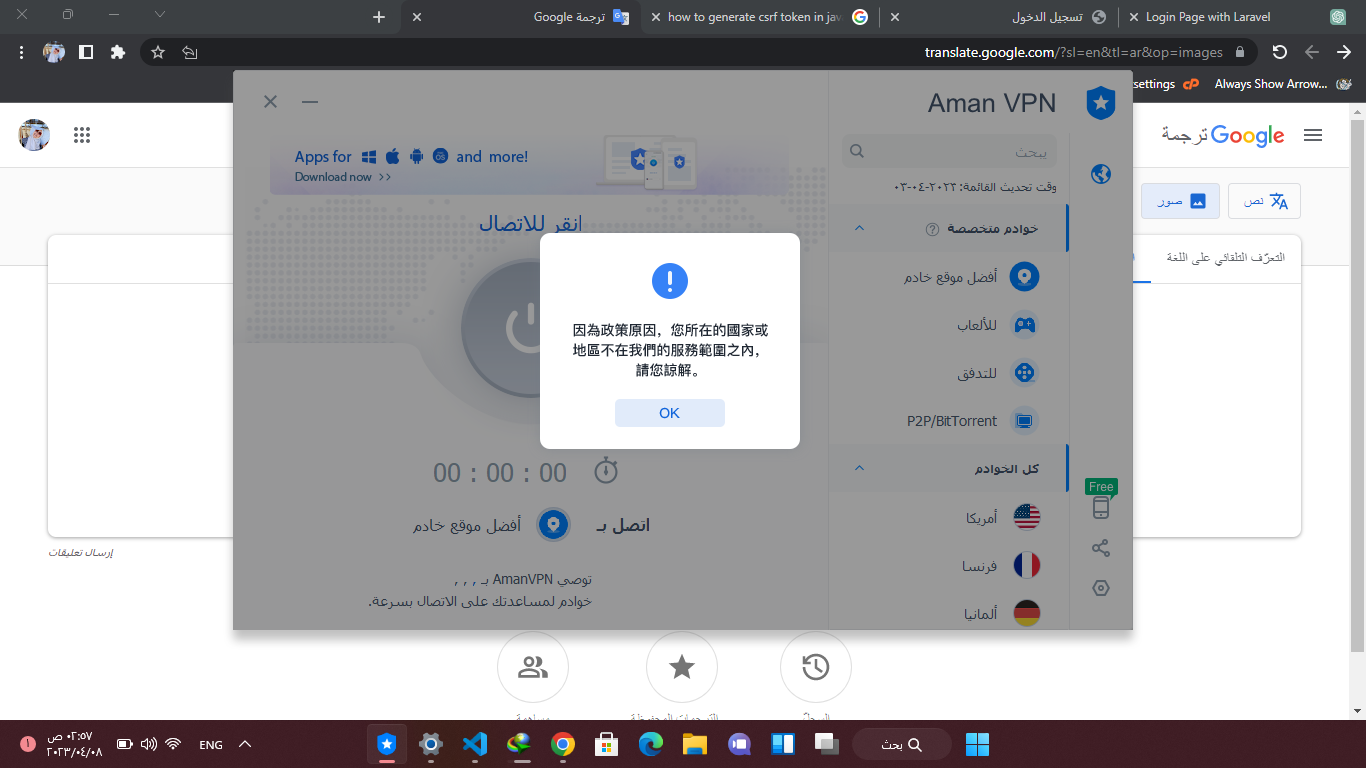 ترجمة Google
how to generate csrf token in jav
تسجيل الدخول
Login Page with Laravel
translate.google.com/?sl=en&tl=ar&op=images
settings
Always Show Arrow...
ترجمة Google
نص
صور
التعرّف التلقائي على اللغة
Aman VPN
Apps for and more!
Download now >>
يبحث
وقت تحديث القائمة: ٢٠٢٣-٠٤-٠٣
انقر للاتصال
خوادم متخصصة
أفضل موقع خادم
للألعاب
للتدفق
P2P/BitTorrent
كل الخوادم
أمريكا
فرنسا
ألمانيا
Free
因為政策原因，您所在的國家或
地區不在我們的服務範圍之內，
請您諒解。
OK
00 : 00 : 00
اتصل بـ أفضل موقع خادم
توصي AmanVPN بـ , , ,
خوادم لمساعدتك على الاتصال بسرعة.
إرسال تعليقات
بحث
ENG
٠٢:٥٧ ص
٢٠٢٣/٠٤/٠٨
١